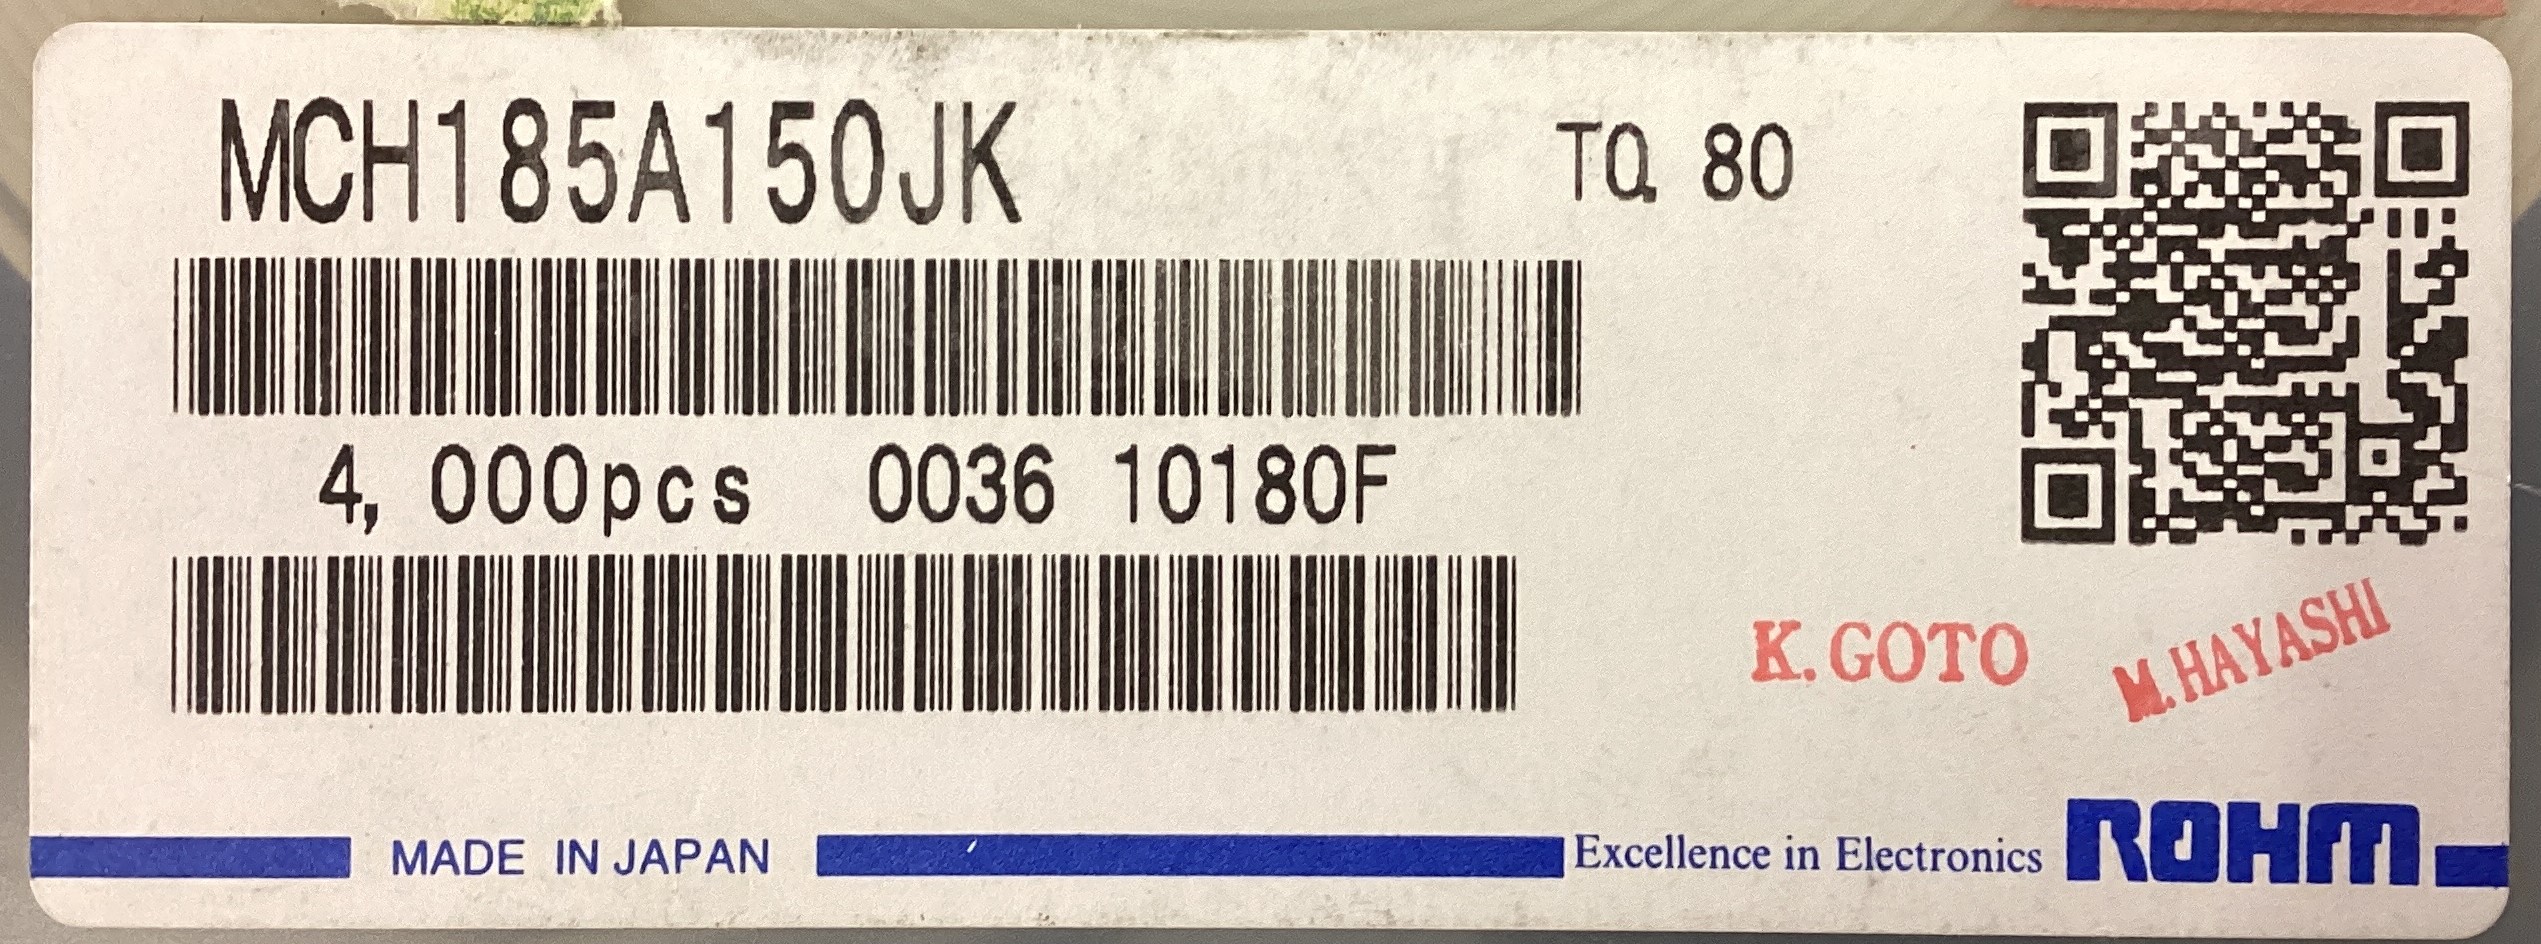 MCH185A150JK TQ 80
4,000pcs 0036 10180F
K.GOTO M.HAYASHI
MADE IN JAPAN Excellence in Electronics ROHM